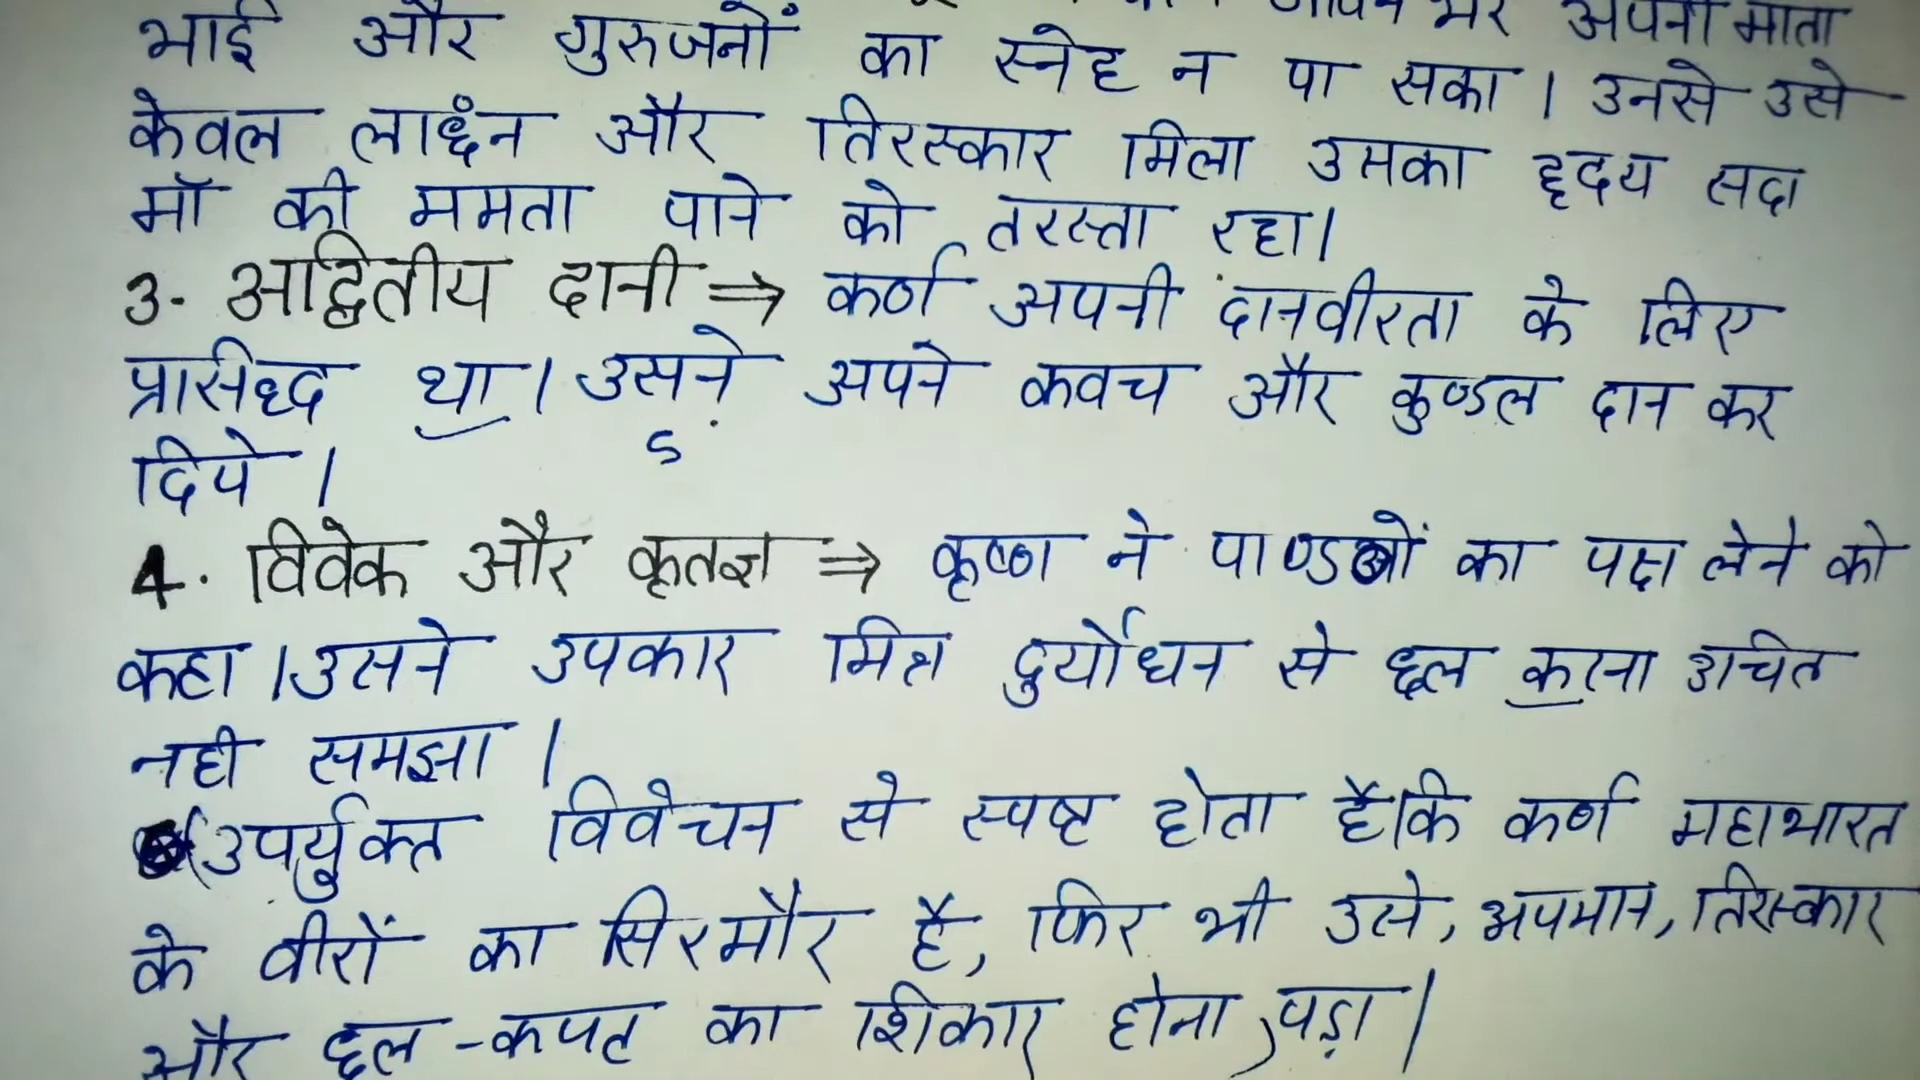 भर अपनी माता
भाई और गुरुजनों का स्नेह न पा सका । उनसे उसे
केवल लाछंन और तिरस्कार मिला उसका हृदय सदा
माँ की ममता पाने को तरस्ता रहा।
3- अद्वितीय दानी ⇒ कर्ण अपनी दानवीरता के लिए
प्रसिद्ध था। उसने अपने कवच और कुण्डल दान कर
दिये ।
4. विवेक और कृतज्ञ ⇒ कृष्ण ने पाण्डवों का पक्ष लेने को
कहा । उसने उपकार मित्र दुर्योधन से छल करना उचित
नही समझा ।
उपर्युक्त विवेचन से स्पष्ट होता है। कि कर्ण महाभारत
के वीरों का सिरमौर है, फिर भी उसे, अपमान, तिरस्कार
और छल-कपट का शिकार होना पड़ा ।